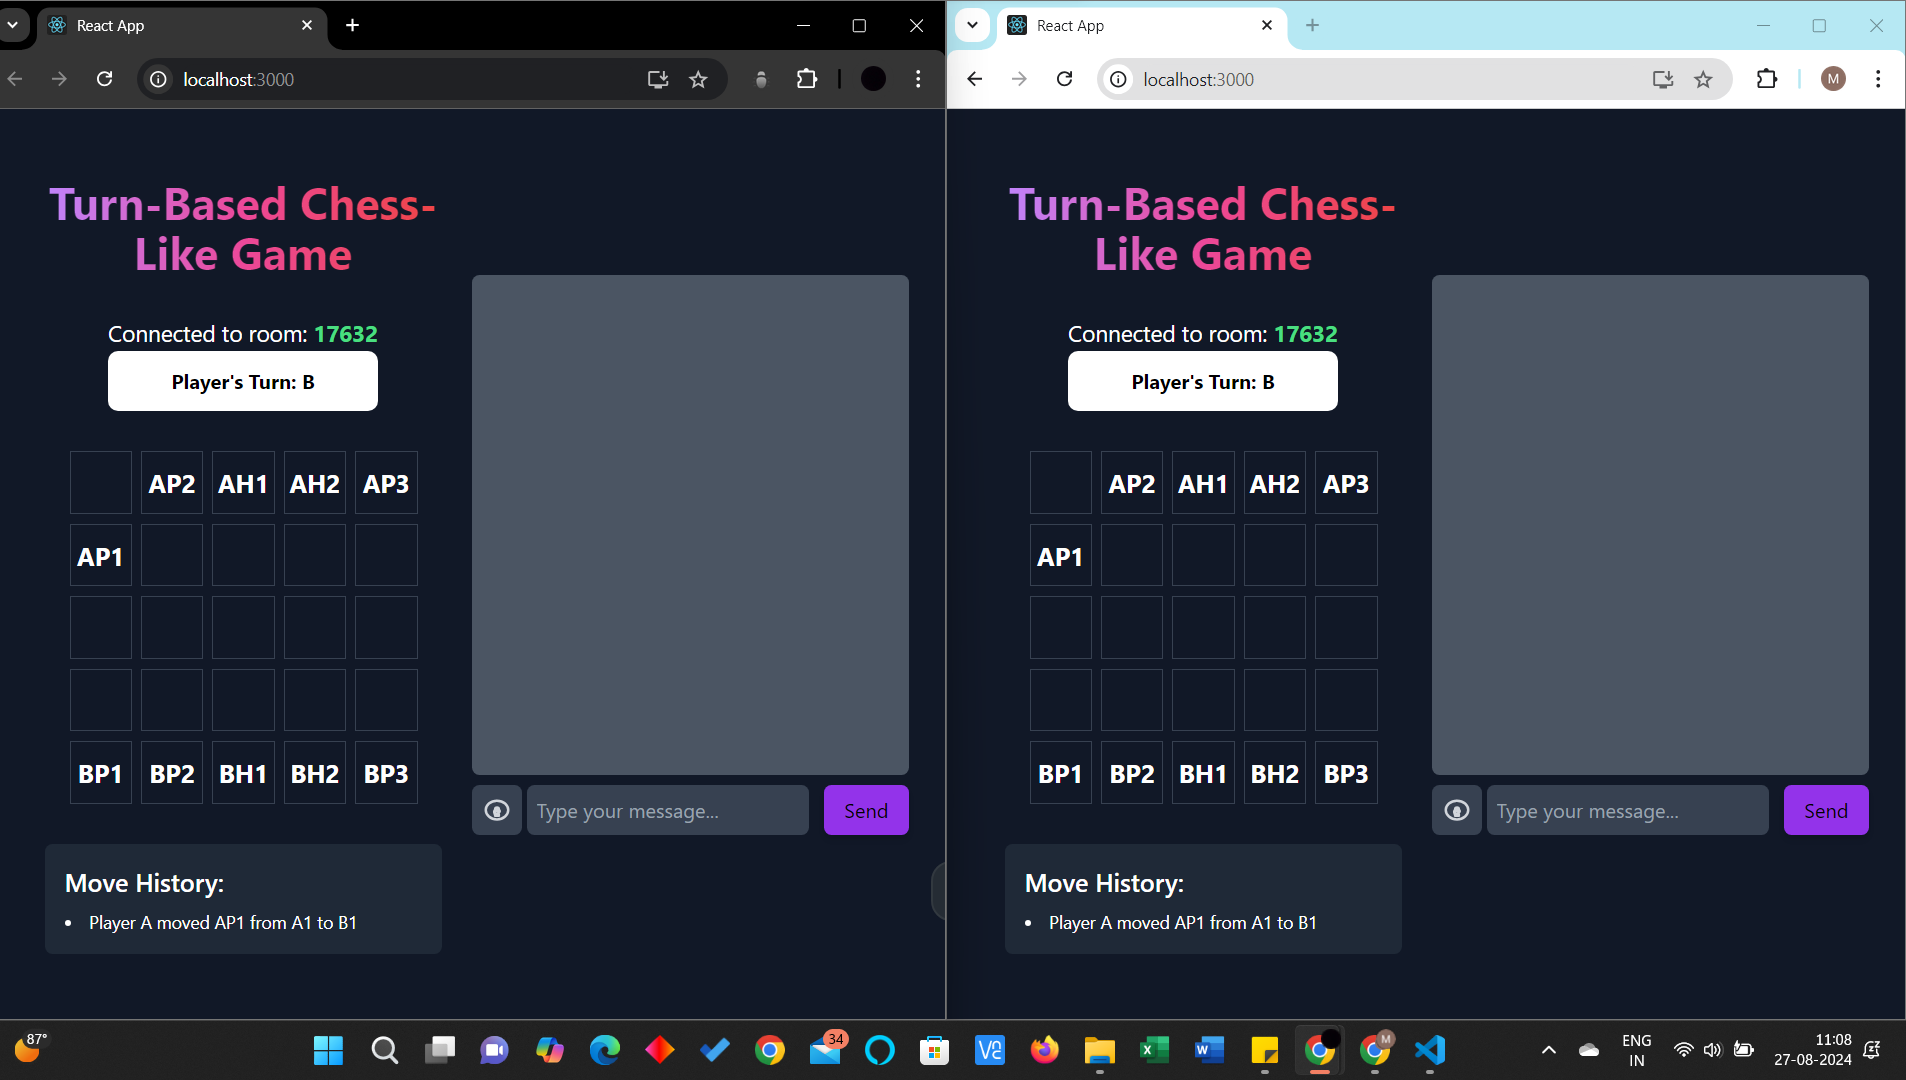 React App
localhost:3000
Turn-Based Chess-
Like Game
Connected to room: 17632
Player's Turn: B
AP2 AH1 AH2 AP3
AP1
BP1 BP2 BH1 BH2 BP3
Type your message...
Send
Move History:
• Player A moved AP1 from A1 to B1
React App
localhost:3000
M
Turn-Based Chess-
Like Game
Connected to room: 17632
Player's Turn: B
AP2 AH1 AH2 AP3
AP1
BP1 BP2 BH1 BH2 BP3
Type your message...
Send
Move History:
• Player A moved AP1 from A1 to B1
87°
34
M
ENG
IN
11:08
27-08-2024